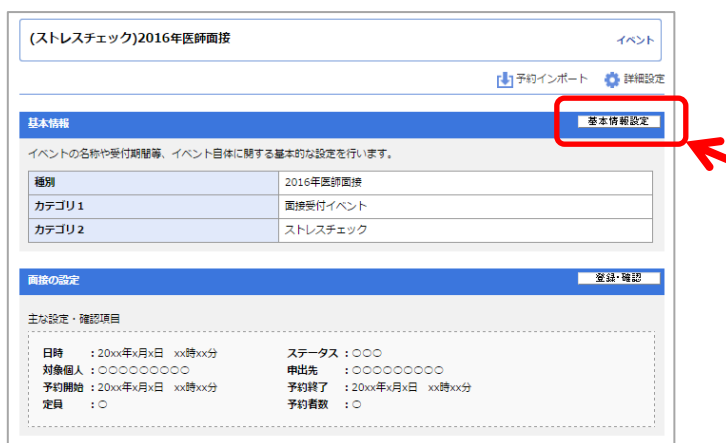 (ストレスチェック)2016年医師面接 イベント
予約インポート 詳細設定
基本情報 基本情報設定
イベントの名称や受付期間等、イベント自体に関する基本的な設定を行います。
種別 2016年医師面接
カテゴリ1 面接受付イベント
カテゴリ2 ストレスチェック
面接の設定 登録・確認
主な設定・確認項目
日時 :20xx年x月x日 xx時xx分 ステータス:○○○
対象個人:○○○○○○○○○ 申出先 :○○○○○○○○○
予約開始:20xx年x月x日 xx時xx分 予約終了 :20xx年x月x日 xx時xx分
定員 :○ 予約者数 :○